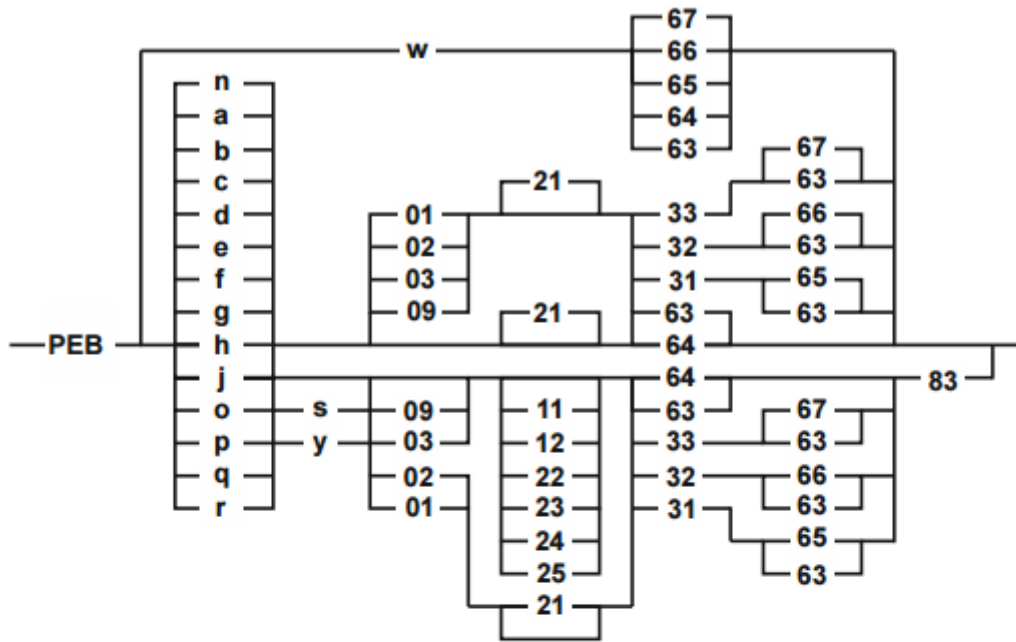 67
w 66
n 65
a 64
b 63 67
c 21 63
d 01 33 66
e 02 32 63
f 03 31 65
g 09 21 63 63
PEB h 64
j 64 83
o s 09 11 63 67
p y 03 12 33 63
q 02 22 32 66
r 01 23 31 63
24 65
25 63
21